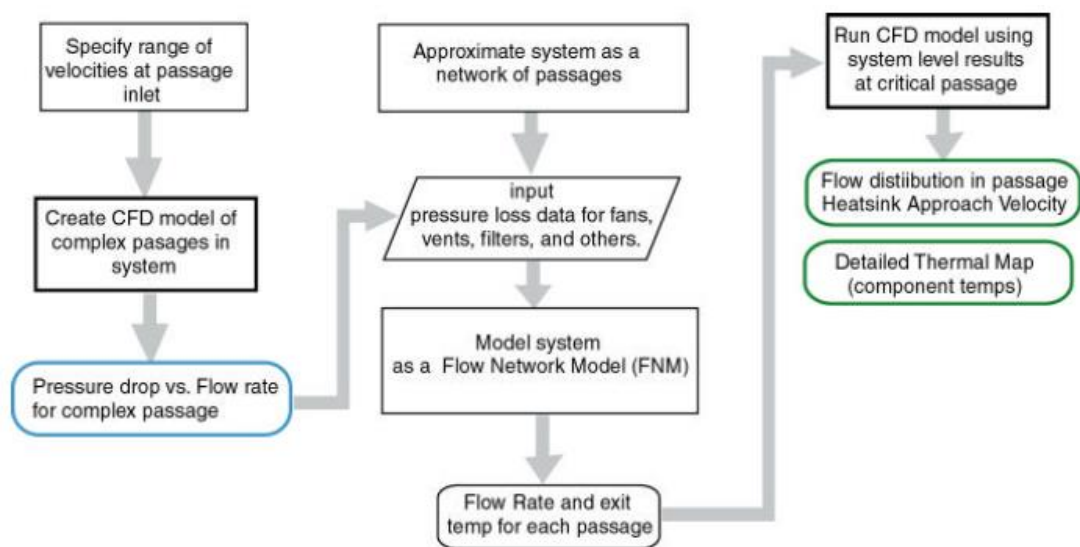 Specify range of
velocities at passage
inlet
Create CFD model of
complex pasages in
system
Pressure drop vs. Flow rate
for complex passage
Approximate system as a
network of passages
input
pressure loss data for fans,
vents, filters, and others.
Model system
as a Flow Network Model (FNM)
Flow Rate and exit
temp for each passage
Run CFD model using
system level results
at critical passage
Flow distiibution in passage
Heatsink Approach Velocity
Detailed Thermal Map
(component temps)